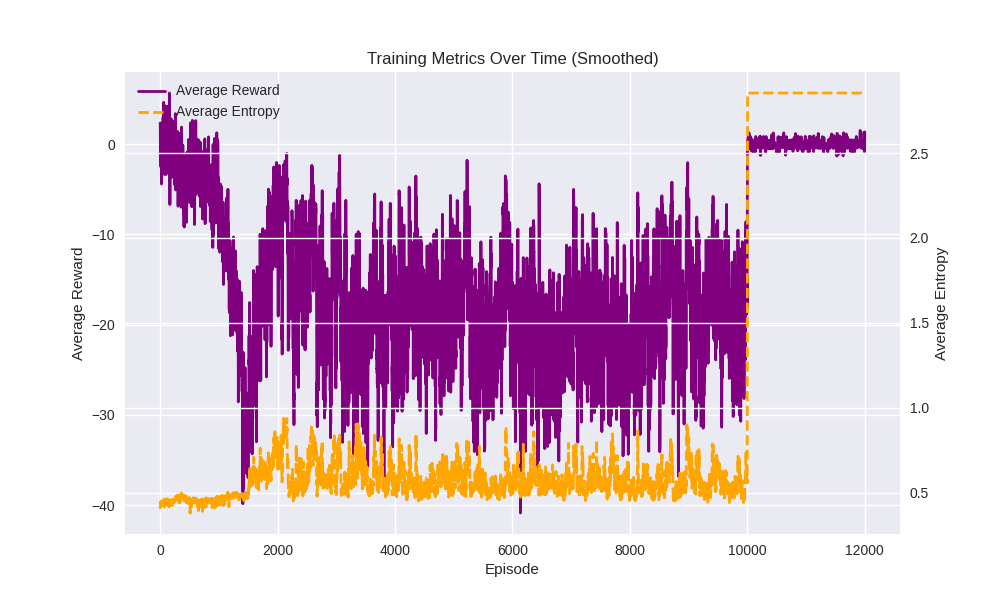 Training Metrics Over Time (Smoothed)
Average Reward
Average Entropy
0
−10
−20
−30
−40
Average Reward
2.5
2.0
1.5
1.0
0.5
Average Entropy
0 2000 4000 6000 8000 10000 12000
Episode